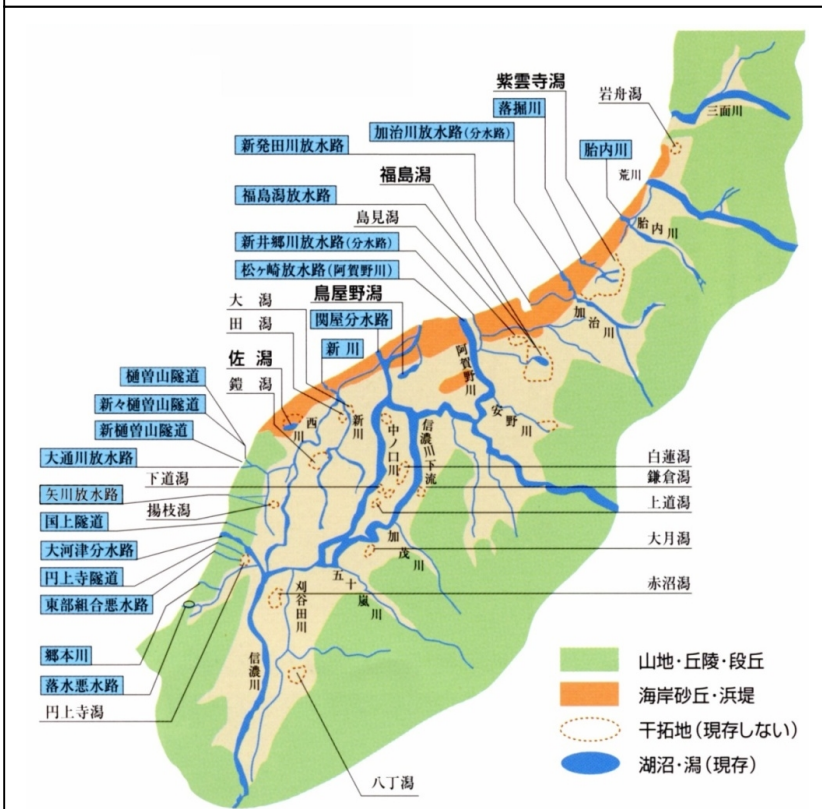 紫雲寺潟
岩舟潟
落掘川
三面川
加治川放水路(分水路)
胎内川
新発田川放水路
福島潟
荒川
福島潟放水路
島見潟
胎内川
新井郷川放水路(分水路)
松ヶ崎放水路(阿賀野川)
大潟
鳥屋野潟
加治川
田潟
関屋分水路
佐潟
新川
阿賀野川
鎧潟
樋曽山隧道
新々樋曽山隧道
新樋曽山隧道
西川
新川
中ノ口川
信濃川下流
安野川
大通川放水路
白蓮潟
下道潟
鎌倉潟
矢川放水路
揚枝潟
上道潟
国上隧道
大河津分水路
加茂川
大月潟
円上寺隧道
五十嵐川
赤沼潟
東部組合悪水路
刈谷田川
郷本川
信濃川
落水悪水路
円上寺潟
八丁潟
山地・丘陵・段丘
海岸砂丘・浜堤
干拓地(現存しない)
湖沼・潟(現存)